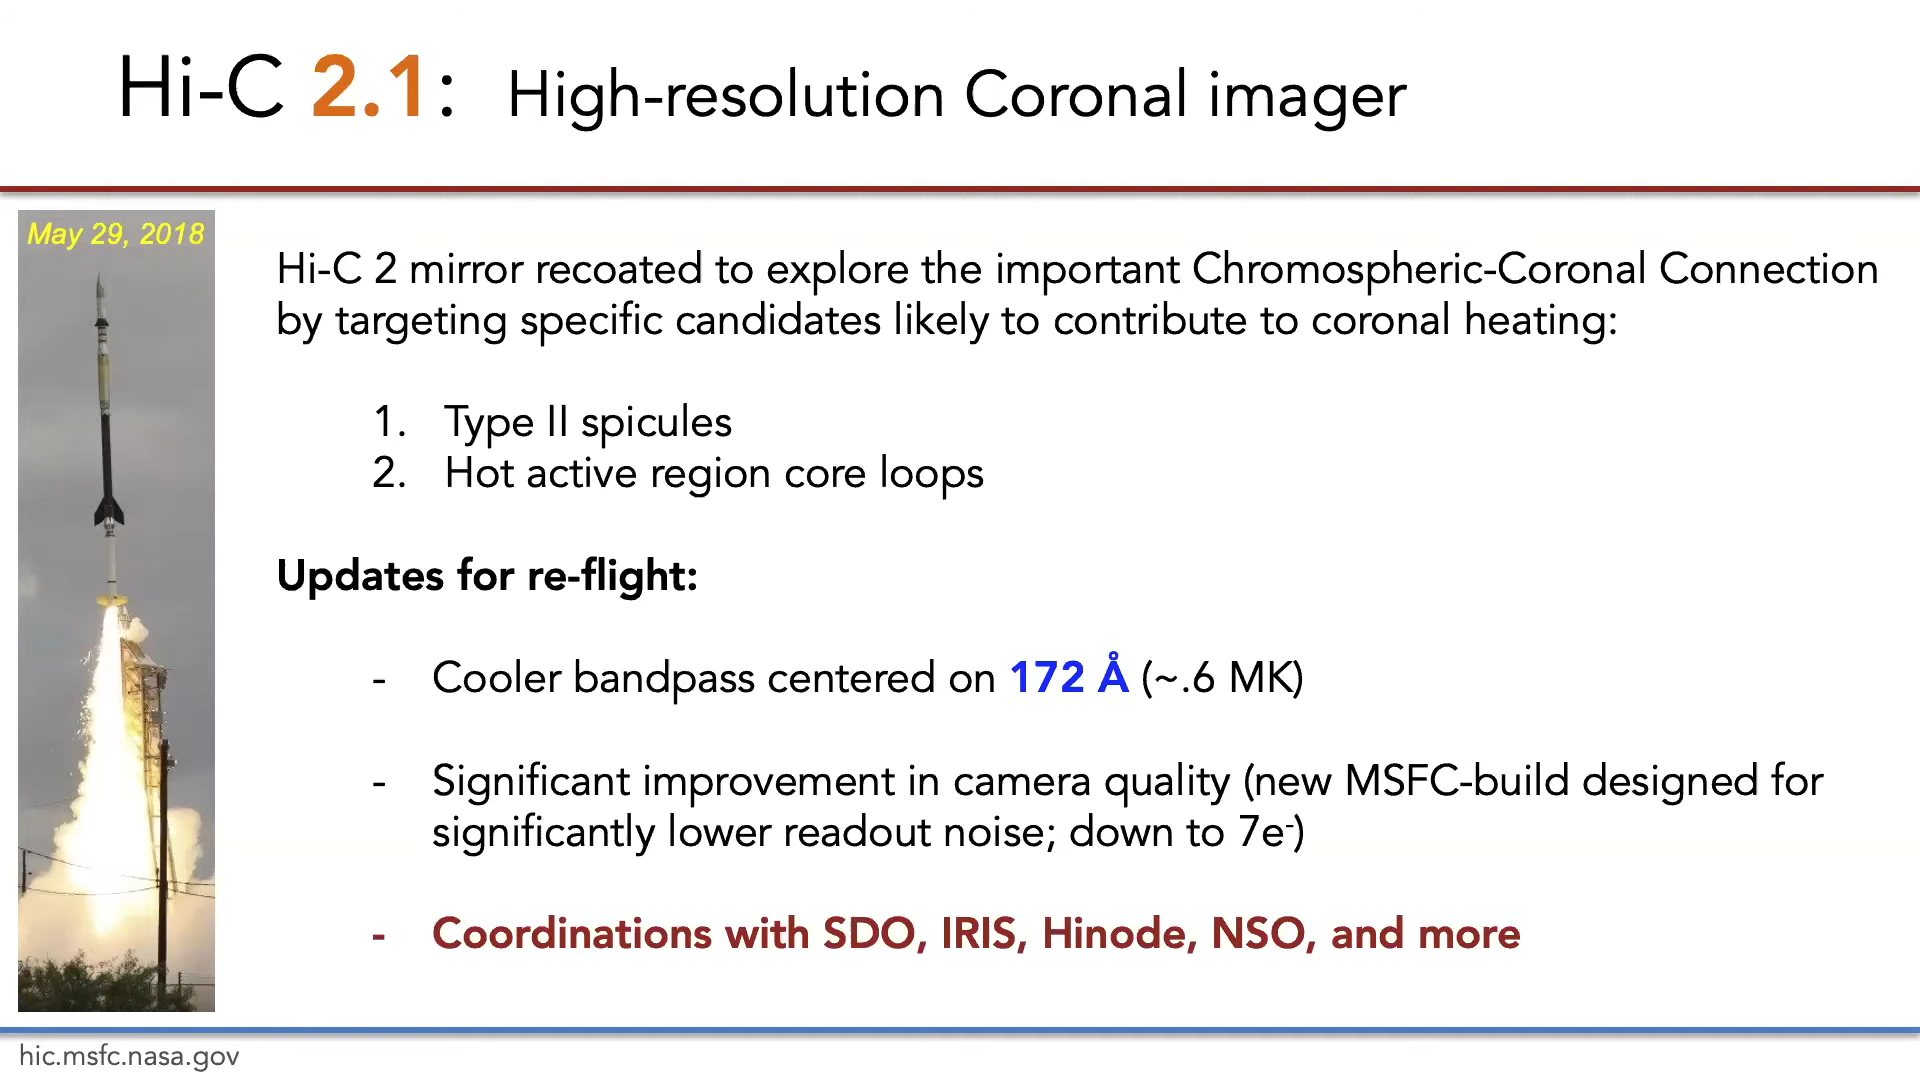 Hi-C 2.1: High-resolution Coronal imager
May 29, 2018
Hi-C 2 mirror recoated to explore the important Chromospheric-Coronal Connection
by targeting specific candidates likely to contribute to coronal heating:
1. Type II spicules
2. Hot active region core loops
Updates for re-flight:
- Cooler bandpass centered on 172 Å (~.6 MK)
- Significant improvement in camera quality (new MSFC-build designed for
significantly lower readout noise; down to 7e⁻)
- Coordinations with SDO, IRIS, Hinode, NSO, and more
hic.msfc.nasa.gov